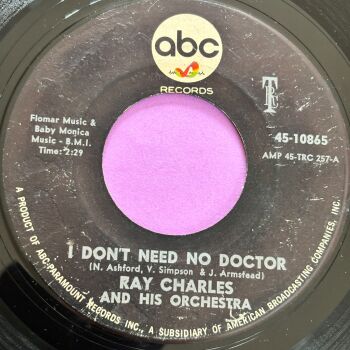 abc
RECORDS
Flomar Music &
Baby Monica
Music - B.M.I.
Time: 2:29
TR
45-10865
AMP 45-TRC 257-A
I DON'T NEED NO DOCTOR
(N. Ashford, V. Simpson & J. Armstead)
RAY CHARLES
AND HIS ORCHESTRA
A PRODUCT OF ABC-PARAMOUNT RECORDS INC., A SUBSIDIARY OF AMERICAN BROADCASTING COMPANIES, INC.